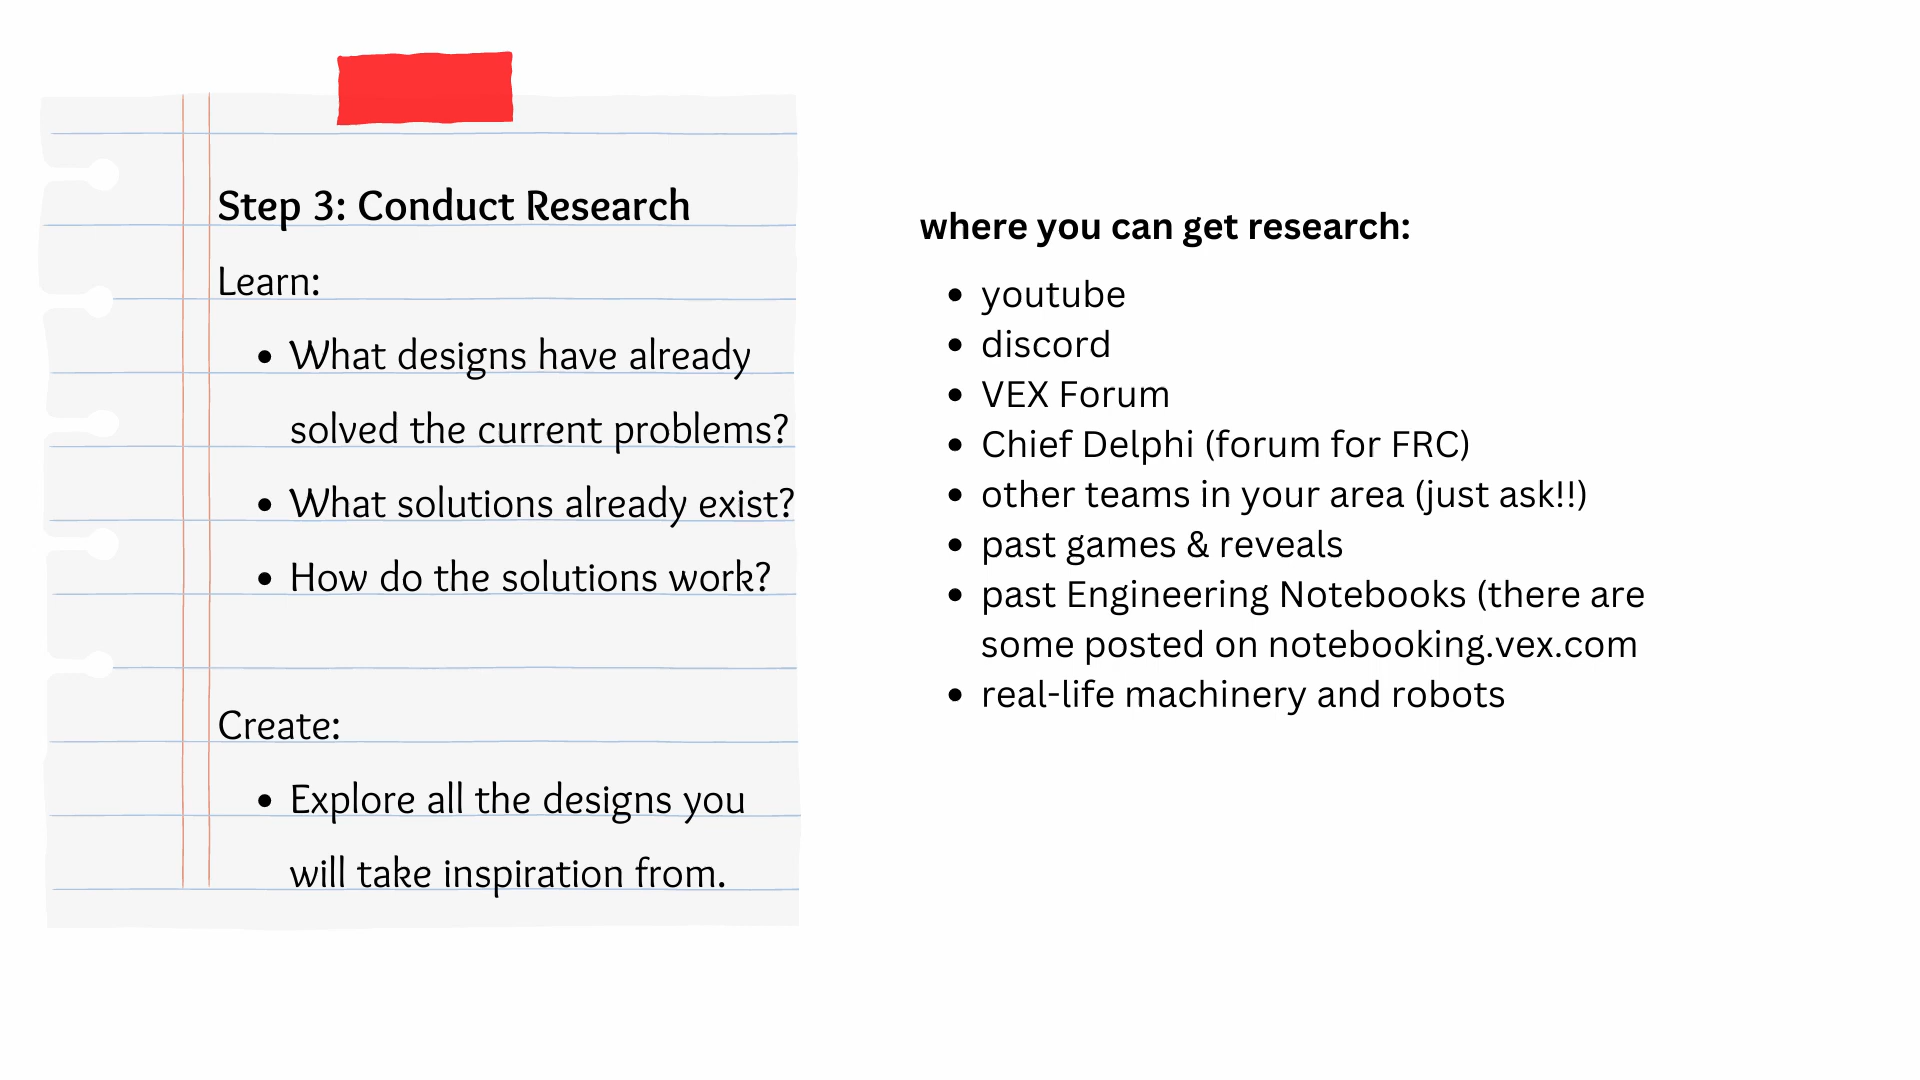 Step 3: Conduct Research
Learn:
• What designs have already
solved the current problems?
• What solutions already exist?
• How do the solutions work?
Create:
• Explore all the designs you
will take inspiration from.
where you can get research:
• youtube
• discord
• VEX Forum
• Chief Delphi (forum for FRC)
• other teams in your area (just ask!!)
• past games & reveals
• past Engineering Notebooks (there are
some posted on notebooking.vex.com
• real-life machinery and robots